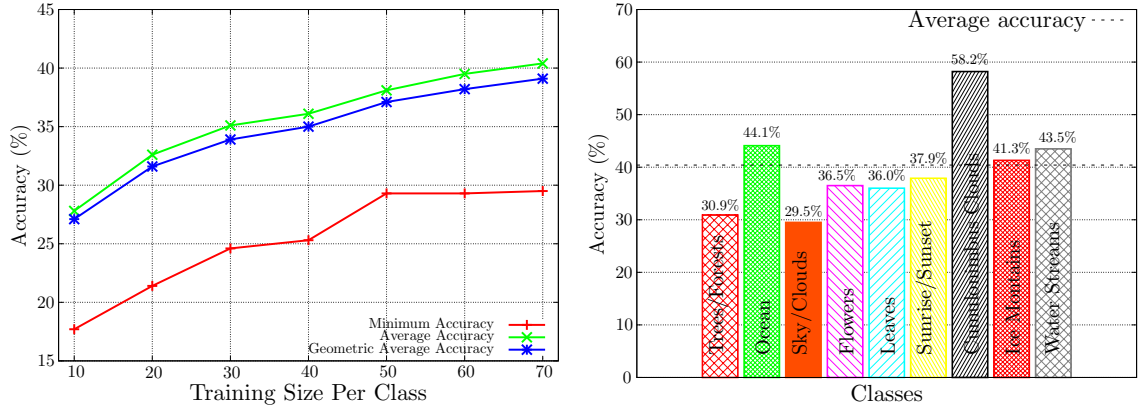 45
40
35
30
25
20
15
10 20 30 40 50 60 70
Accuracy (%)
Training Size Per Class
Minimum Accuracy
Average Accuracy
Geometric Average Accuracy
70
60
50
40
30
20
10
0
Accuracy (%)
Classes
Average accuracy
30.9%
44.1%
29.5%
36.5%
36.0%
37.9%
58.2%
41.3%
43.5%
Trees/Forests
Ocean
Sky/Clouds
Flowers
Leaves
Sunrise/Sunset
Clouds
Ice Montains
Water Streams